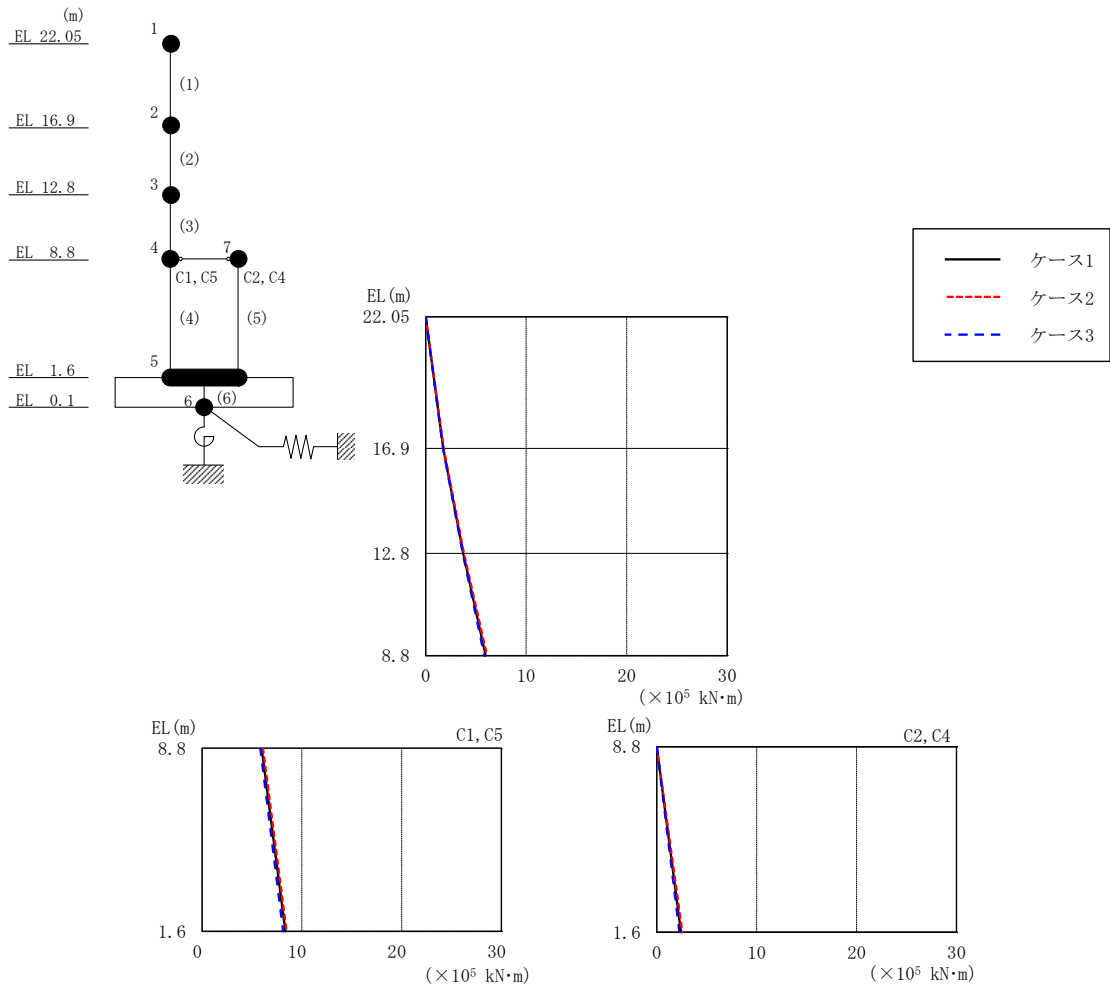 (m)
EL 22.05
1
(1)
EL 16.9
2
(2)
EL 12.8
3
(3)
EL 8.8
4
7
C1,C5
C2,C4
(4)
(5)
EL 1.6
5
EL 0.1
6
(6)
ケース1
ケース2
ケース3
EL(m)
22.05
16.9
12.8
8.8
0
10
20
30
(×10⁵ kN·m)
EL(m)
C1,C5
8.8
1.6
0
10
20
30
(×10⁵ kN·m)
EL(m)
C2,C4
8.8
1.6
0
10
20
30
(×10⁵ kN·m)